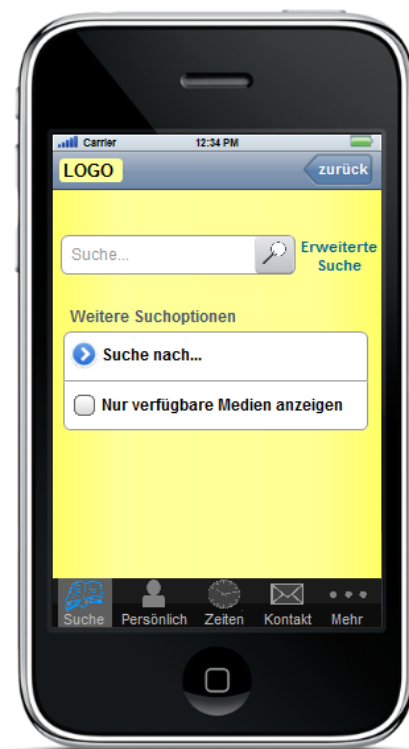 Carrier 12:34 PM
LOGO zurück
Suche... Erweiterte
Suche
Weitere Suchoptionen
Suche nach...
Nur verfügbare Medien anzeigen
Suche Persönlich Zeiten Kontakt Mehr